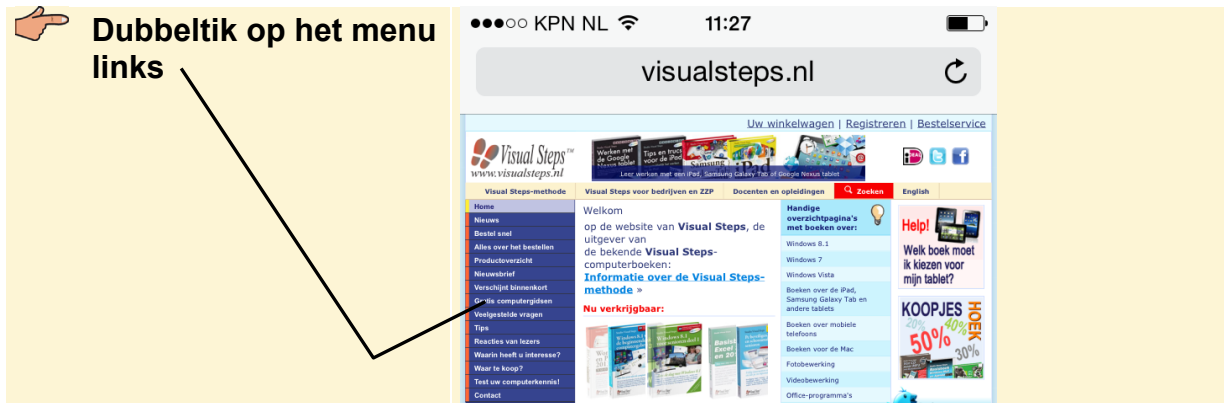 Dubbeltik op het menu
links
KPN NL 11:27
visualsteps.nl
Uw winkelwagen | Registreren | Bestelservice
Visual Steps™
www.visualsteps.nl
Werken met
de Google
Nexus tablet
Tips en trucs
voor de iPad
Samsung
iPad
Leer werken met een iPad, Samsung Galaxy Tab of Google Nexus tablet
iDEAL
Visual Steps-methode
Visual Steps voor bedrijven en ZZP
Docenten en opleidingen
Zoeken
English
Home
Nieuws
Bestel snel
Alles over het bestellen
Productoverzicht
Nieuwsbrief
Verschijnt binnenkort
Gratis computergidsen
Veelgestelde vragen
Tips
Reacties van lezers
Waarin heeft u interesse?
Waar te koop?
Test uw computerkennis!
Contact
Welkom
op de website van Visual Steps, de
uitgever van
de bekende Visual Steps-
computerboeken:
Informatie over de Visual Steps-
methode »
Nu verkrijgbaar:
Handige
overzichtpagina's
met boeken over:
Windows 8.1
Windows 7
Windows Vista
Boeken over de iPad,
Samsung Galaxy Tab en
andere tablets
Boeken over mobiele
telefoons
Boeken voor de Mac
Fotobewerking
Videobewerking
Office-programma's
Help!
Welk boek moet
ik kiezen voor
mijn tablet?
KOOPJES
HOEK
20%
40%
50%
30%